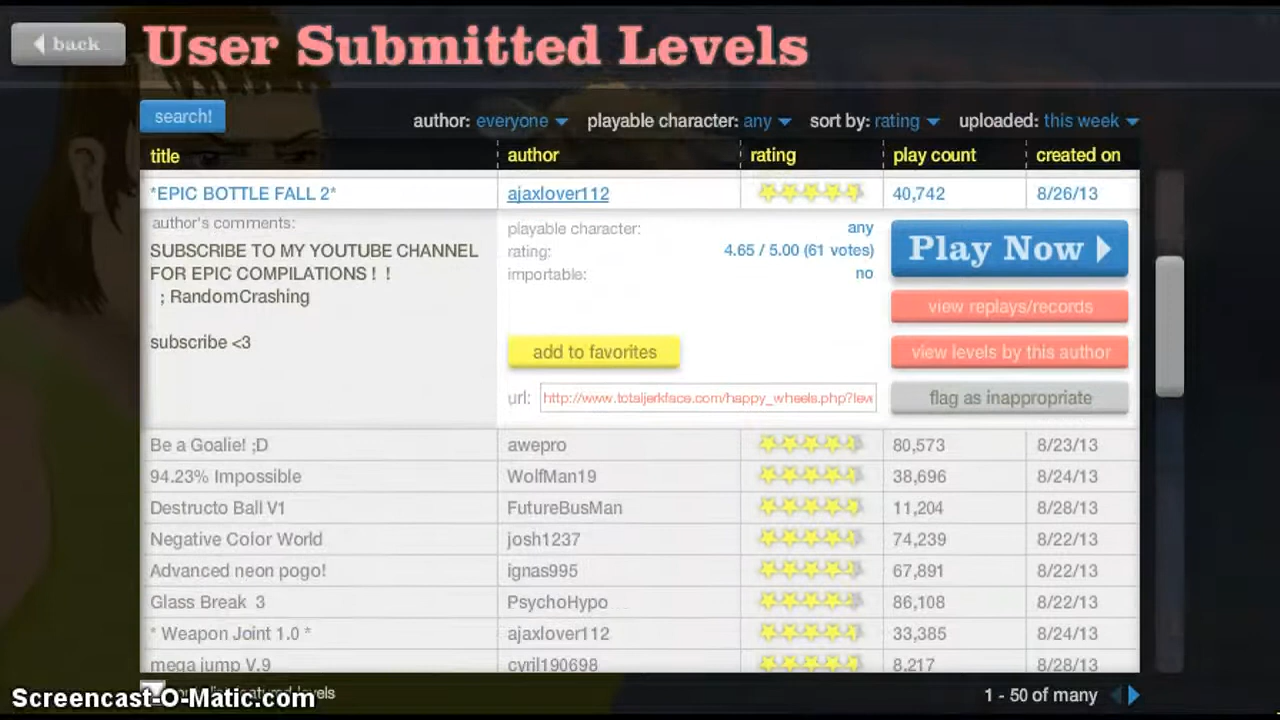 back
User Submitted Levels
search!
author: everyone playable character: any sort by: rating uploaded: this week
title author rating play count created on
*EPIC BOTTLE FALL 2* ajaxlover112 40,742 8/26/13
author's comments:
SUBSCRIBE TO MY YOUTUBE CHANNEL
FOR EPIC COMPILATIONS ! !
; RandomCrashing
subscribe <3
playable character: any
rating: 4.65 / 5.00 (61 votes)
importable: no
add to favorites
url: http://www.totaljerkface.com/happy_wheels.php?leve
Play Now
view replays/records
view levels by this author
flag as inappropriate
Be a Goalie! ;D awepro 80,573 8/23/13
94.23% Impossible WolfMan19 38,696 8/24/13
Destructo Ball V1 FutureBusMan 11,204 8/28/13
Negative Color World josh1237 74,239 8/22/13
Advanced neon pogo! ignas995 67,891 8/22/13
Glass Break 3 PsychoHypo 86,108 8/22/13
* Weapon Joint 1.0 * ajaxlover112 33,385 8/24/13
mega jump V.9 cyril190698 8,217 8/28/13
levels
Screencast-O-Matic.com
1 - 50 of many